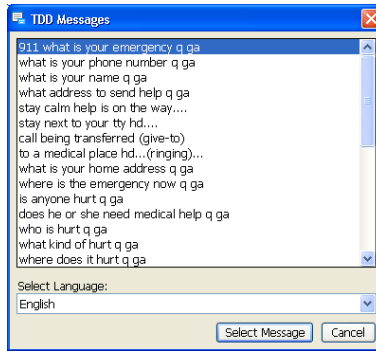 TDD Messages
911 what is your emergency q ga
what is your phone number q ga
what is your name q ga
what address to send help q ga
stay calm help is on the way....
stay next to your tty hd....
call being transferred (give-to)
to a medical place hd...(ringing)...
what is your home address q ga
where is the emergency now q ga
is anyone hurt q ga
does he or she need medical help q ga
who is hurt q ga
what kind of hurt q ga
where does it hurt q ga
Select Language:
English
Select Message Cancel